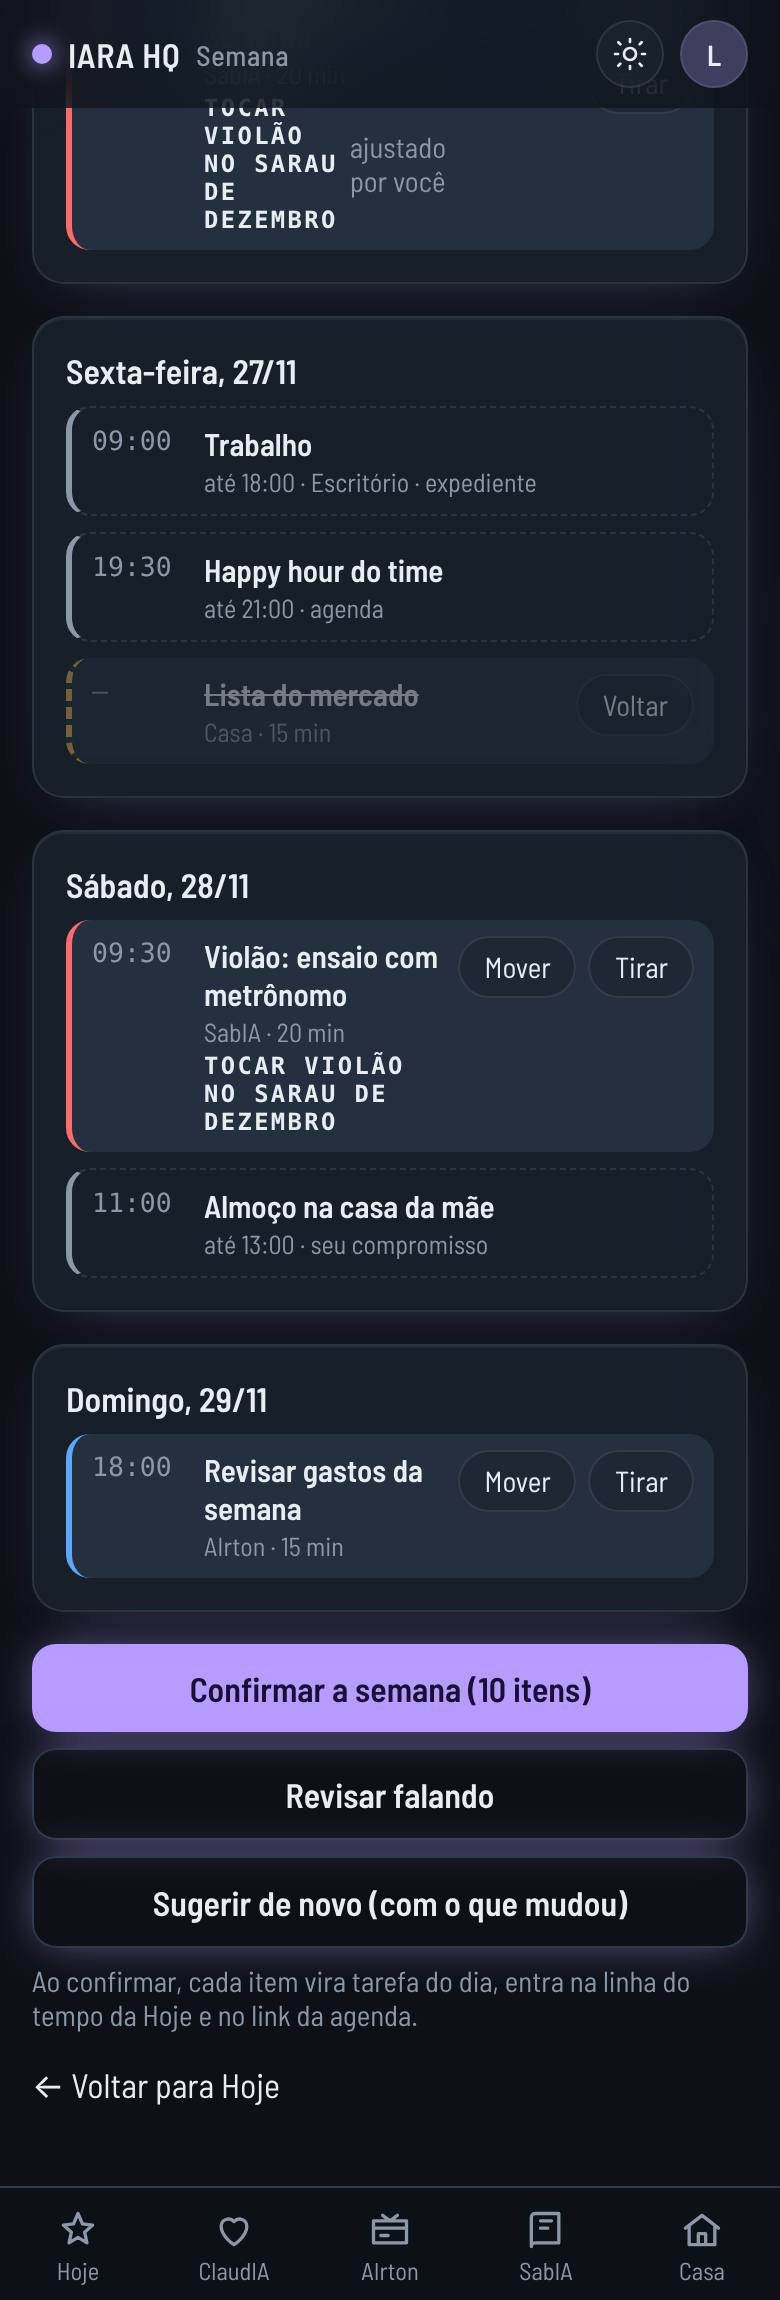 IARA HQ Semana
L
SabIA · 20 min
Tirar
TOCAR
VIOLÃO
NO SARAU
DE
DEZEMBRO
ajustado
por você
Sexta-feira, 27/11
09:00
Trabalho
até 18:00 · Escritório · expediente
19:30
Happy hour do time
até 21:00 · agenda
—
Lista do mercado
Casa · 15 min
Voltar
Sábado, 28/11
09:30
Violão: ensaio com
metrônomo
SabIA · 20 min
TOCAR VIOLÃO
NO SARAU DE
DEZEMBRO
Mover
Tirar
11:00
Almoço na casa da mãe
até 13:00 · seu compromisso
Domingo, 29/11
18:00
Revisar gastos da
semana
AIrton · 15 min
Mover
Tirar
Confirmar a semana (10 itens)
Revisar falando
Sugerir de novo (com o que mudou)
Ao confirmar, cada item vira tarefa do dia, entra na linha do
tempo da Hoje e no link da agenda.
← Voltar para Hoje
Hoje
ClaudIA
AIrton
SabIA
Casa